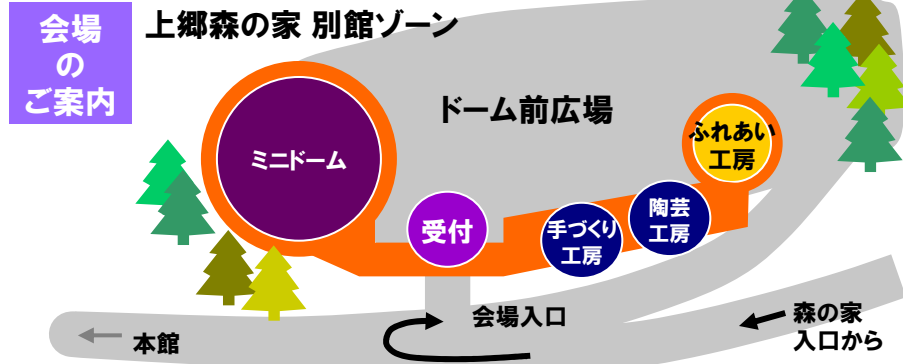 会場
の
ご案内
上郷森の家 別館ゾーン
ドーム前広場
ミニドーム
ふれあい
工房
受付
手づくり
工房
陶芸
工房
会場入口
森の家
入口から
本館